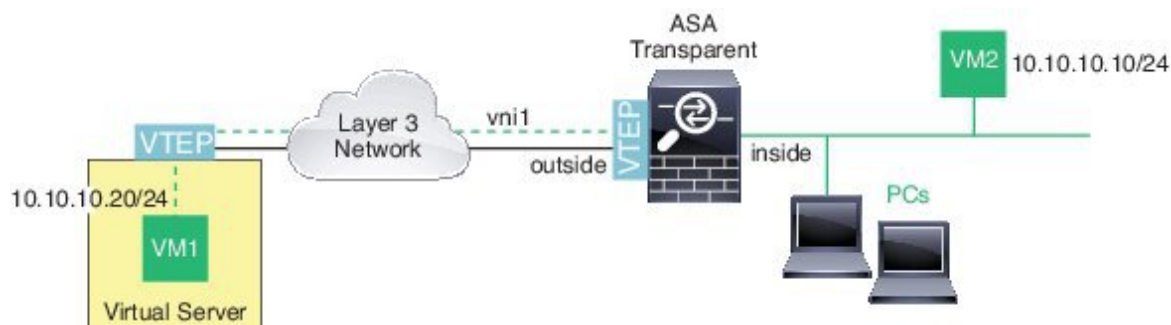 ASA
Transparent
VM2
10.10.10.10/24
VTEP
Layer 3
Network
vni1
outside
VTEP
inside
10.10.10.20/24
VM1
Virtual Server
PCs